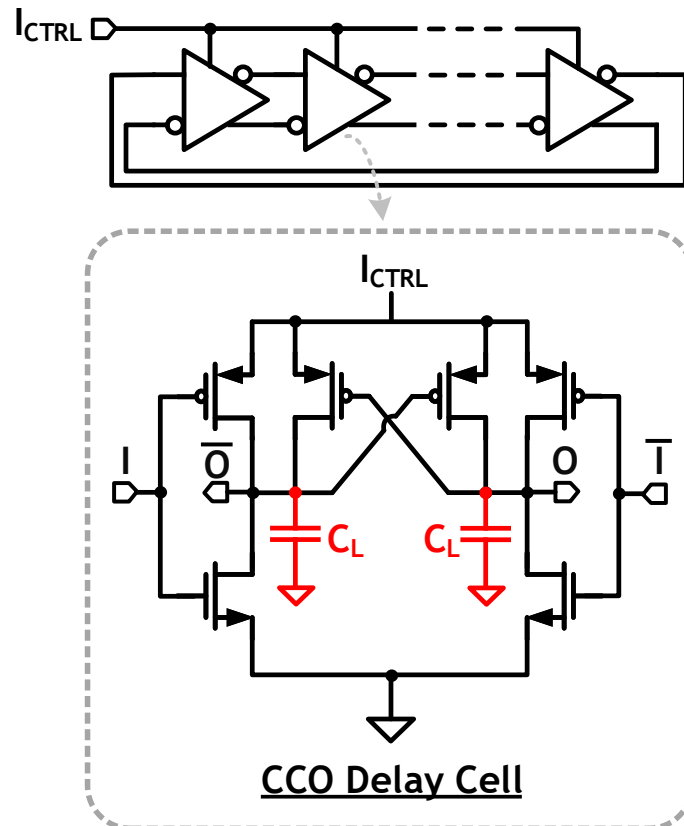 I_CTRL
I_CTRL
I O̅ O I̅
C_L C_L
CCO Delay Cell